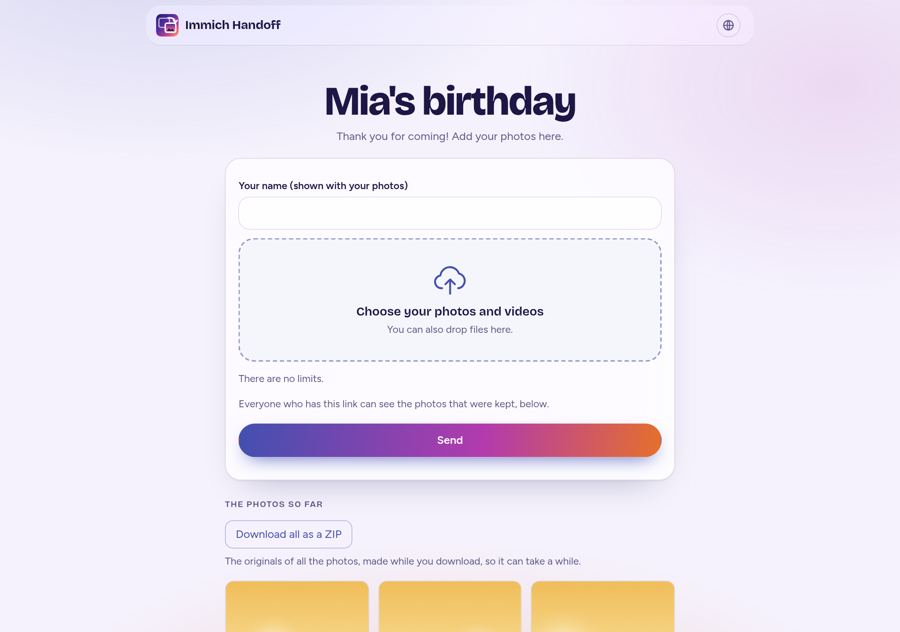 Immich Handoff
Mia's birthday
Thank you for coming! Add your photos here.
Your name (shown with your photos)
Choose your photos and videos
You can also drop files here.
There are no limits.
Everyone who has this link can see the photos that were kept, below.
Send
THE PHOTOS SO FAR
Download all as a ZIP
The originals of all the photos, made while you download, so it can take a while.